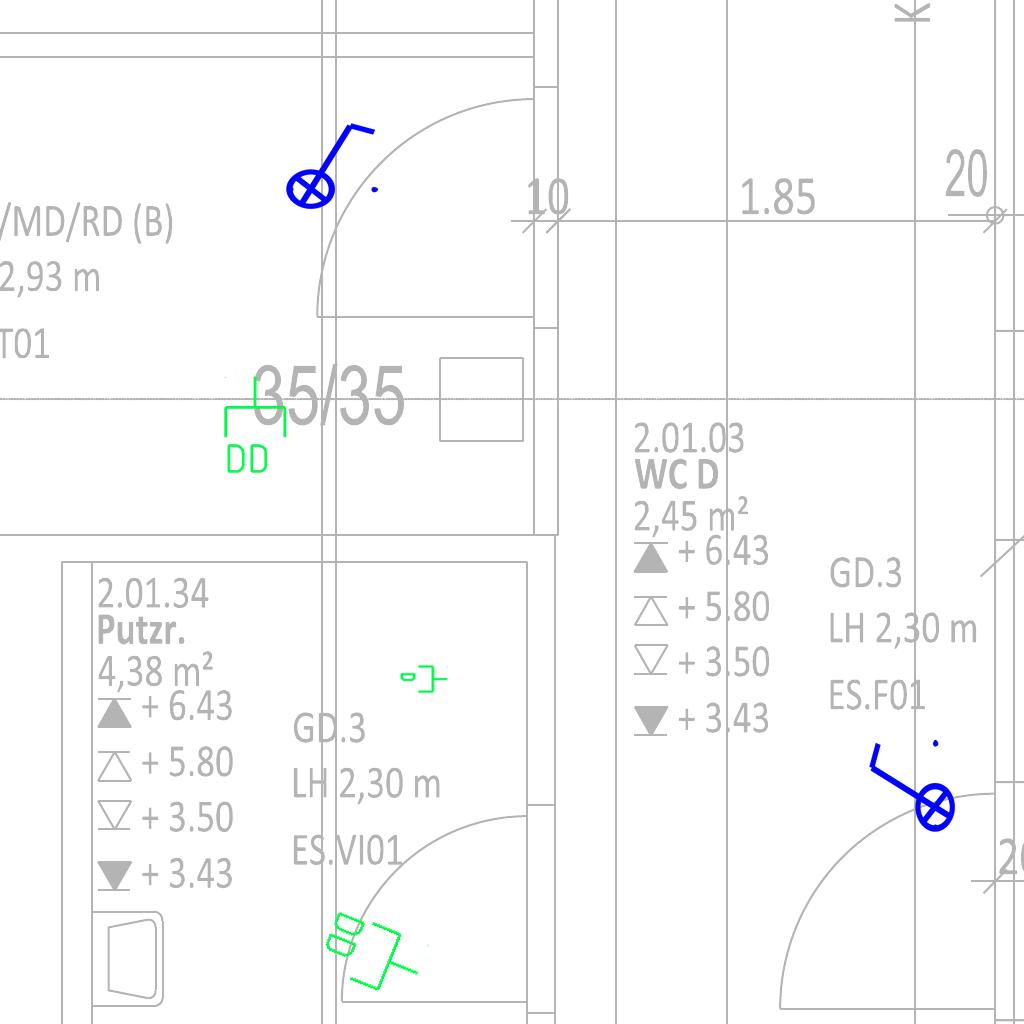 K
20
10
1.85
/MD/RD (B)
2,93 m
T01
35/35
DD
2.01.03
WC D
2,45 m²
+ 6.43
+ 5.80
+ 3.50
+ 3.43
GD.3
LH 2,30 m
ES.F01
2.01.34
Putzr.
4,38 m²
+ 6.43
+ 5.80
+ 3.50
+ 3.43
GD.3
LH 2,30 m
ES.VI01
DD